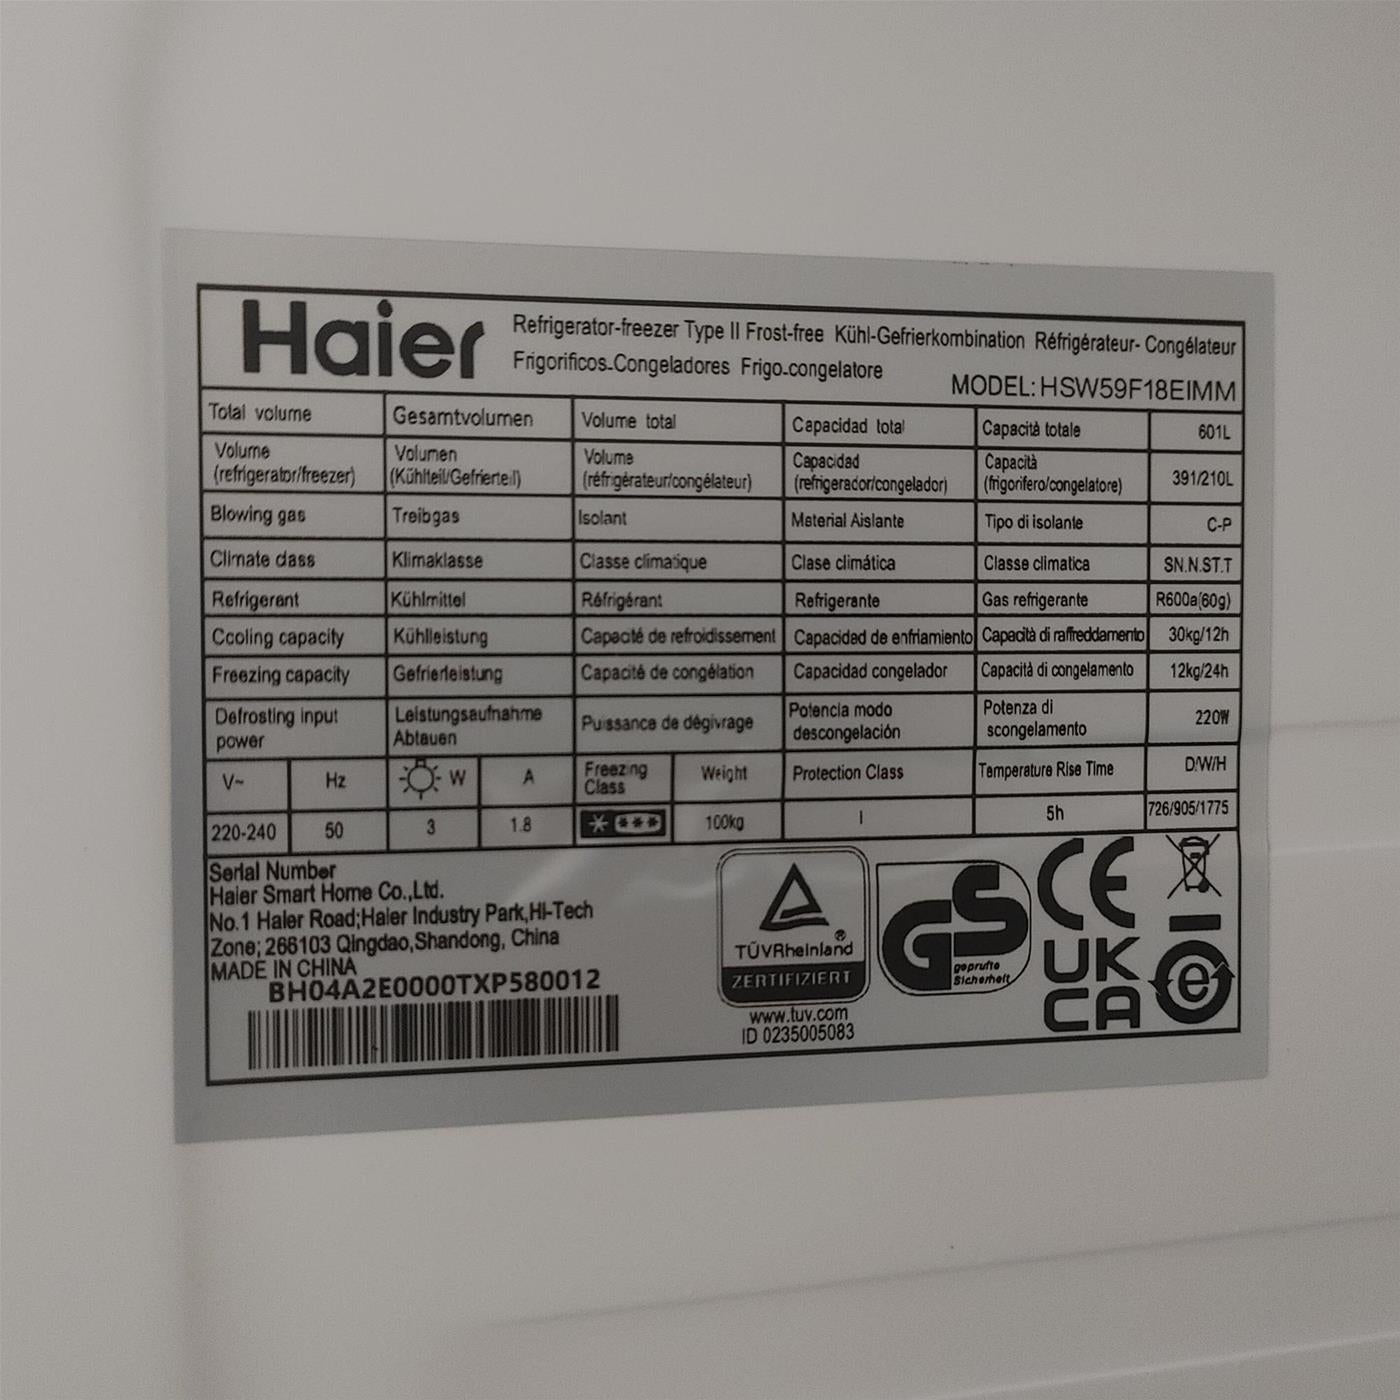 Haier
Refrigerator-freezer Type II Frost-free Kühl-Gefrierkombination Réfrigérateur- Congélateur
Frigorificos-Congeladores Frigo-congelatore
MODEL: HSW59F18EIMM
Total volume Gesamtvolumen Volume total Capacidad total Capacità totale 601L
Volume (refrigerator/freezer) Volumen (Kühlteil/Gefrierteil) Volume (réfrigérateur/congélateur) Capacidad (refrigerador/congelador) Capacità (frigorifero/congelatore) 391/210L
Blowing gas Treibgas Isolant Material Aislante Tipo di isolante C-P
Climate class Klimaklasse Classe climatique Clase climática Classe climatica SN.N.ST.T
Refrigerant Kühlmittel Réfrigérant Refrigerante Gas refrigerante R600a(60g)
Cooling capacity Kühlleistung Capacité de refroidissement Capacided de enfriamiento Capacità di raffreddamento 30kg/12h
Freezing capacity Gefrierleistung Capacité de congélation Capacidad congelador Capacità di congelamento 12kg/24h
Defrosting input power Leistungsaufnahme Abtauen Puissance de dégivrage Potencia modo descongelación Potenza di scongelamento 220W
V~ Hz W A Freezing Class Weight Protection Class Temperature Rise Time D/W/H
220-240 50 3 1.8 100kg I 5h 726/905/1775
Serial Number
Haier Smart Home Co.,Ltd.
No.1 Haier Road;Haier Industry Park,Hi-Tech
Zone; 266103 Qingdao,Shandong, China
MADE IN CHINA
BH04A2E0000TXP580012
TÜVRheinland ®
ZERTIFIZIERT
www.tuv.com
ID 0235005083
GS
geprüfte
Sicherheit
CE
UK
CA
e